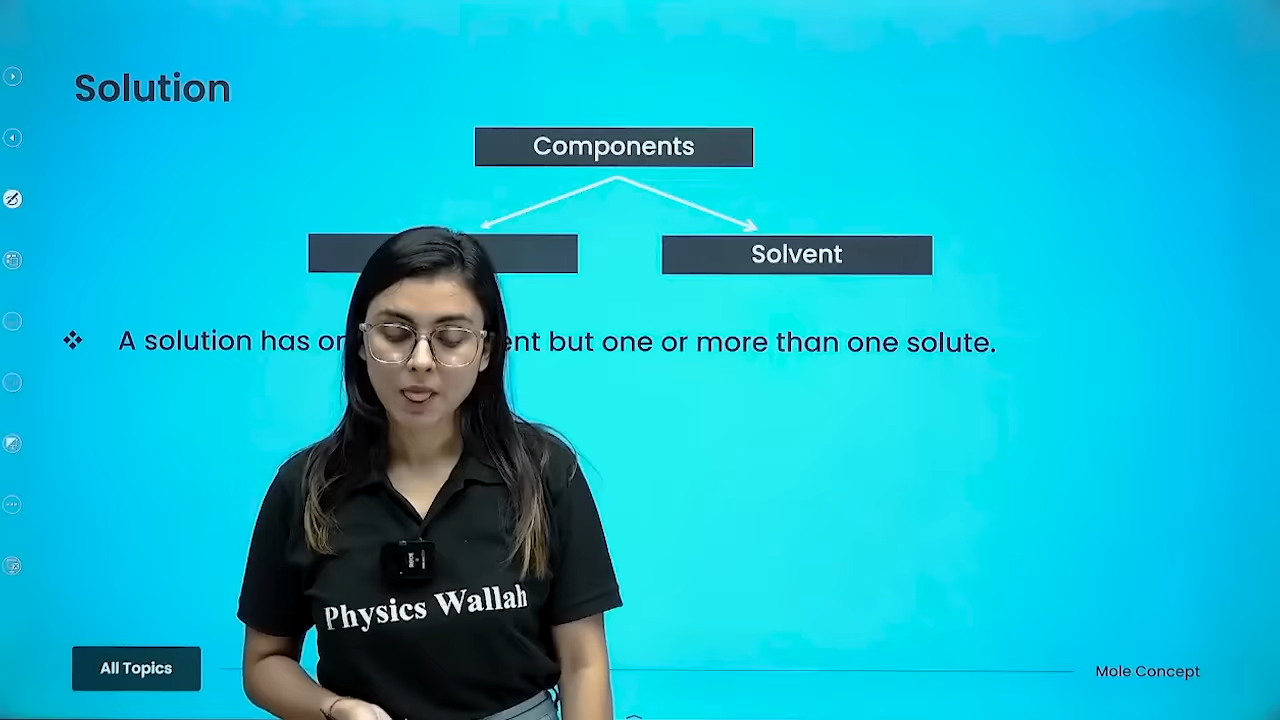 Solution
Components
Solvent
A solution has ent but one or more than one solute.
Physics Wallah
All Topics
Mole Concept